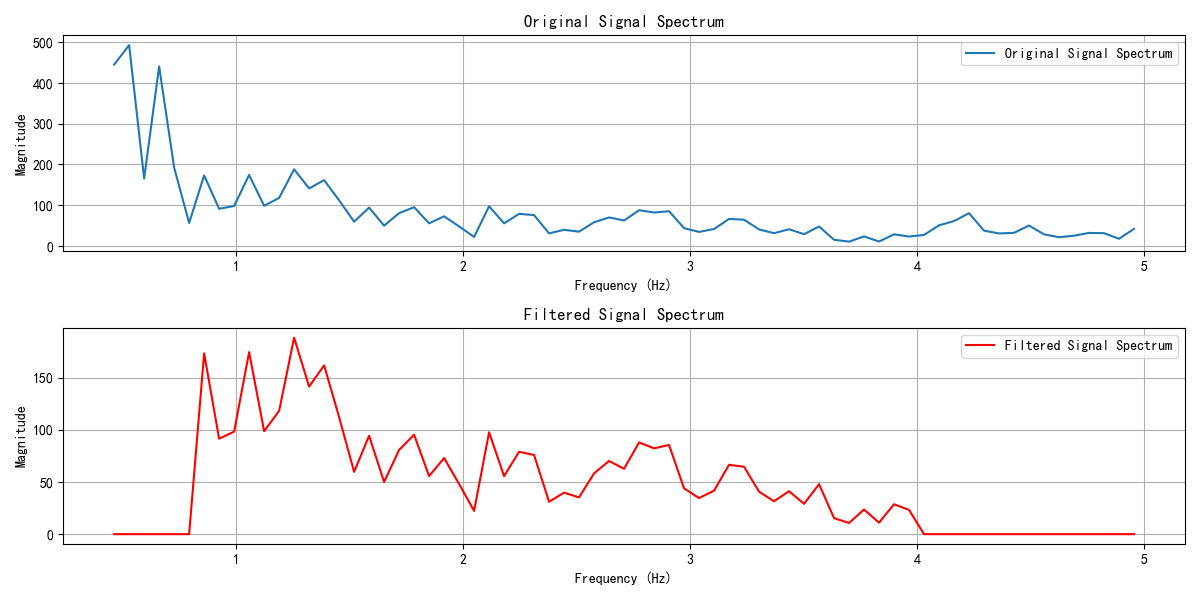 Original Signal Spectrum
Original Signal Spectrum
Magnitude
500
400
300
200
100
0
1
2
3
4
5
Frequency (Hz)
Filtered Signal Spectrum
Filtered Signal Spectrum
Magnitude
150
100
50
0
1
2
3
4
5
Frequency (Hz)